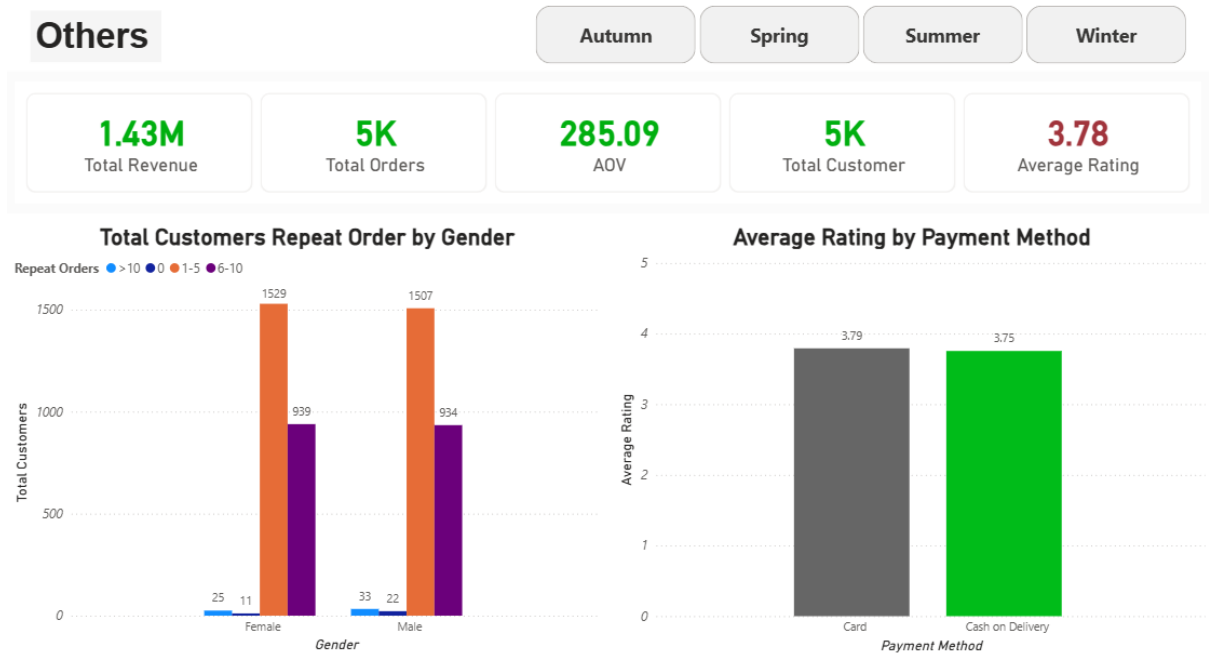 Others
Autumn
Spring
Summer
Winter
1.43M
Total Revenue
5K
Total Orders
285.09
AOV
5K
Total Customer
3.78
Average Rating
Total Customers Repeat Order by Gender
Repeat Orders >10 0 1-5 6-10
1500
1000
500
0
Total Customers
25
11
1529
939
33
22
1507
934
Female
Male
Gender
Average Rating by Payment Method
5
4
3
2
1
0
Average Rating
3.79
3.75
Card
Cash on Delivery
Payment Method